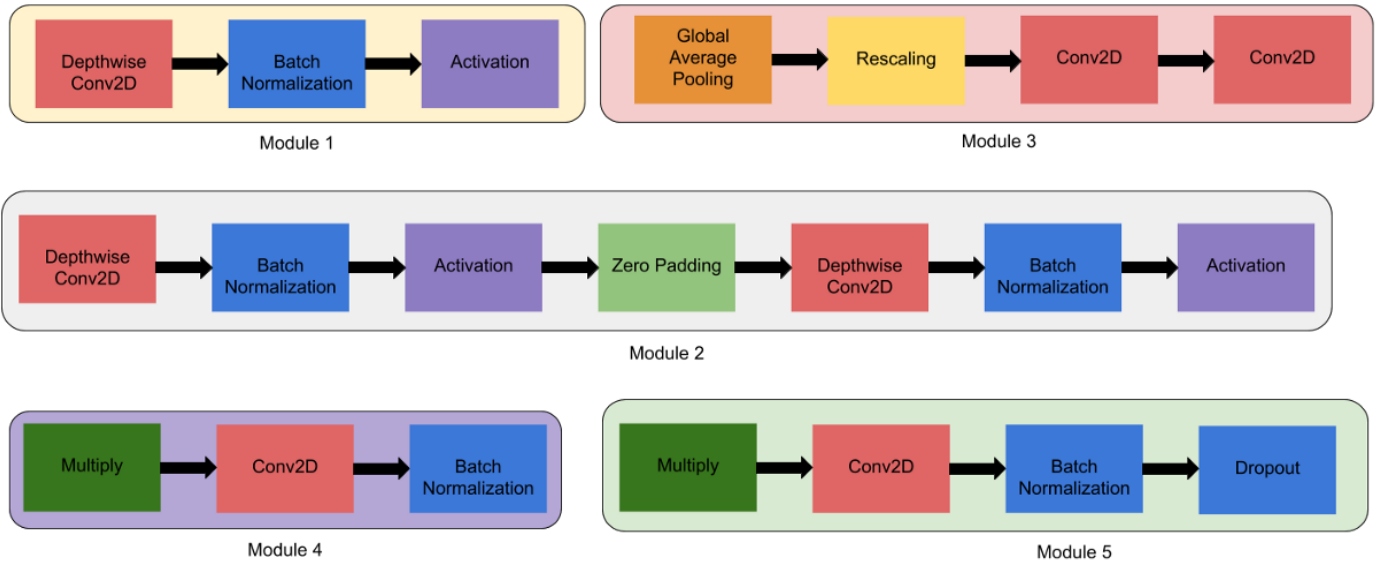 Depthwise
Conv2D
Batch
Normalization
Activation
Module 1
Global
Average
Pooling
Rescaling
Conv2D
Conv2D
Module 3
Depthwise
Conv2D
Batch
Normalization
Activation
Zero Padding
Depthwise
Conv2D
Batch
Normalization
Activation
Module 2
Multiply
Conv2D
Batch
Normalization
Module 4
Multiply
Conv2D
Batch
Normalization
Dropout
Module 5